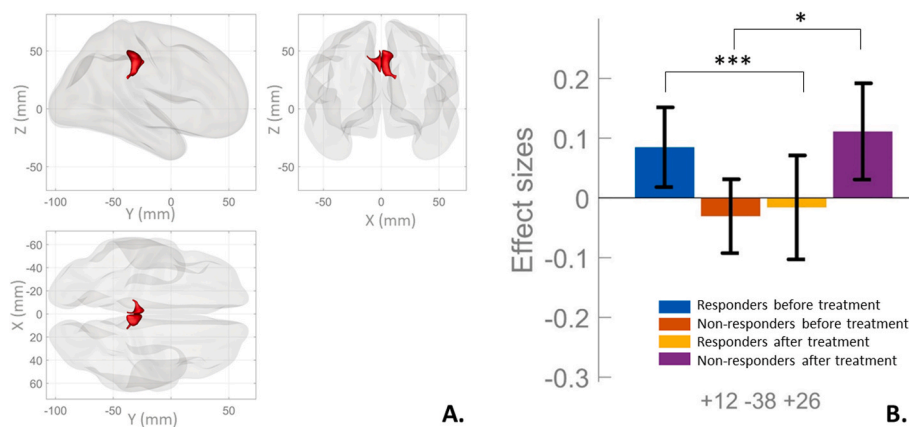 50
0
-50
Z (mm)
-100
-50
0
50
Y (mm)
50
0
-50
Z (mm)
-50
0
50
X (mm)
-60
-40
-20
0
20
40
60
X (mm)
-100
-50
0
50
Y (mm)
A.
Effect sizes
0.2
0.1
0
-0.1
-0.2
-0.3
***
*
Responders before treatment
Non-responders before treatment
Responders after treatment
Non-responders after treatment
+12 -38 +26
B.